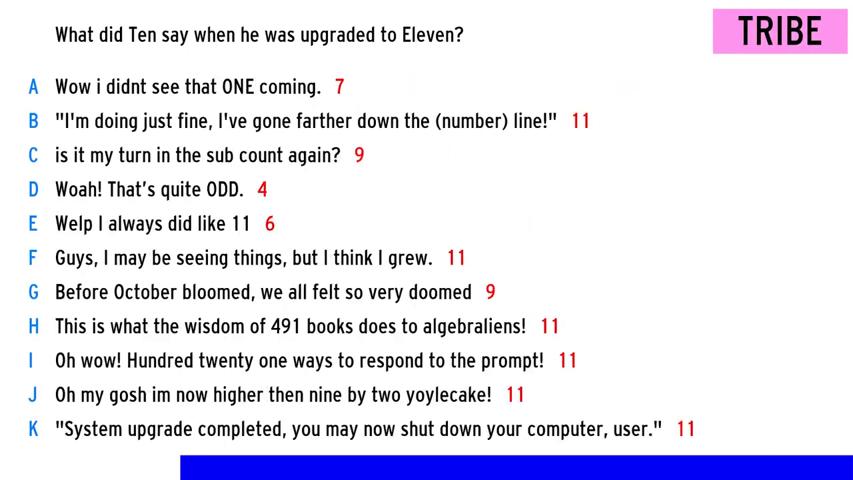 What did Ten say when he was upgraded to Eleven?
TRIBE
A Wow i didnt see that ONE coming. 7
B "I'm doing just fine, I've gone farther down the (number) line!" 11
C is it my turn in the sub count again? 9
D Woah! That's quite ODD. 4
E Welp I always did like 11 6
F Guys, I may be seeing things, but I think I grew. 11
G Before October bloomed, we all felt so very doomed 9
H This is what the wisdom of 491 books does to algebraliens! 11
I Oh wow! Hundred twenty one ways to respond to the prompt! 11
J Oh my gosh im now higher then nine by two yoylecake! 11
K "System upgrade completed, you may now shut down your computer, user." 11